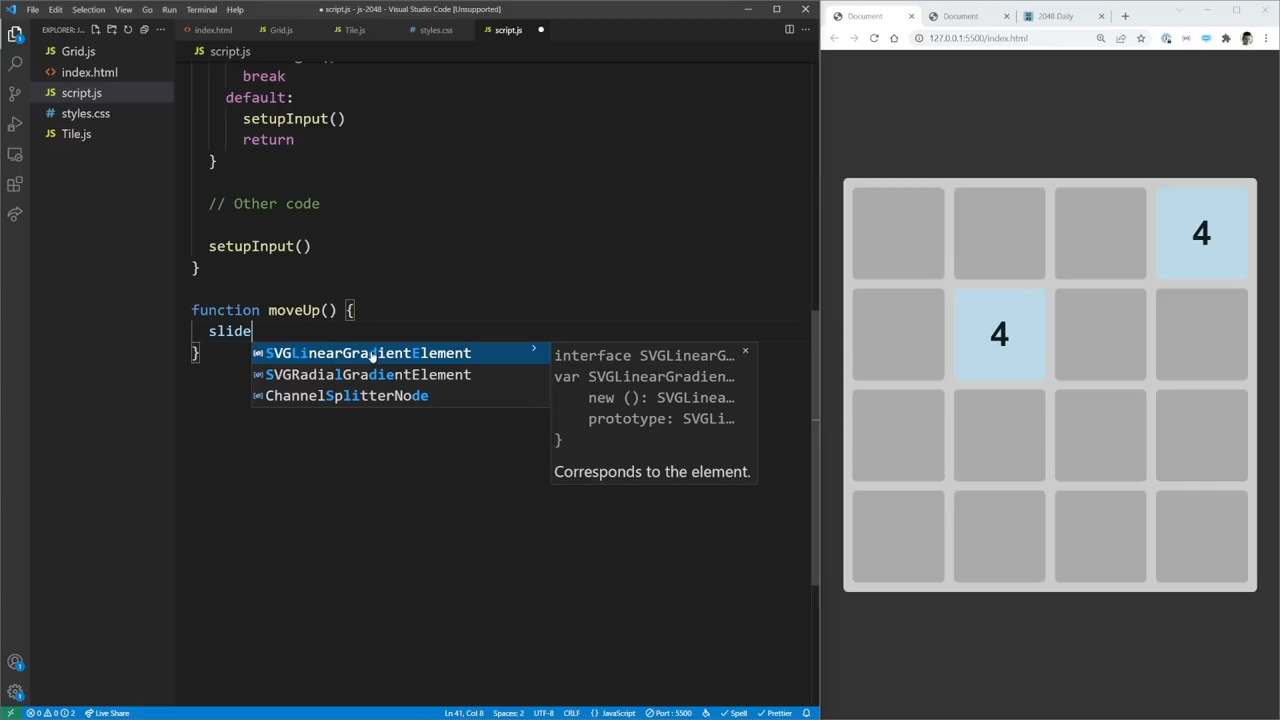 File Edit Selection View Go Run Terminal Help
● script.js - js-2048 - Visual Studio Code [Unsupported]
EXPLORER: J...
Grid.js
index.html
script.js
styles.css
Tile.js
index.html Grid.js Tile.js styles.css script.js
script.js
break
default:
setupInput()
return
}
// Other code
setupInput()
}
function moveUp() {
slide
}
SVGLinearGradientElement
SVGRadialGradientElement
ChannelSplitterNode
interface SVGLinearG…
var SVGLinearGradien…
new (): SVGLinea…
prototype: SVGLi…
}
Corresponds to the element.
0 0 2 Live Share
Ln 41, Col 8 Spaces: 2 UTF-8 CRLF {} JavaScript Port : 5500 Spell Prettier
Document Document 2048 Daily
127.0.0.1:5500/index.html
4
4